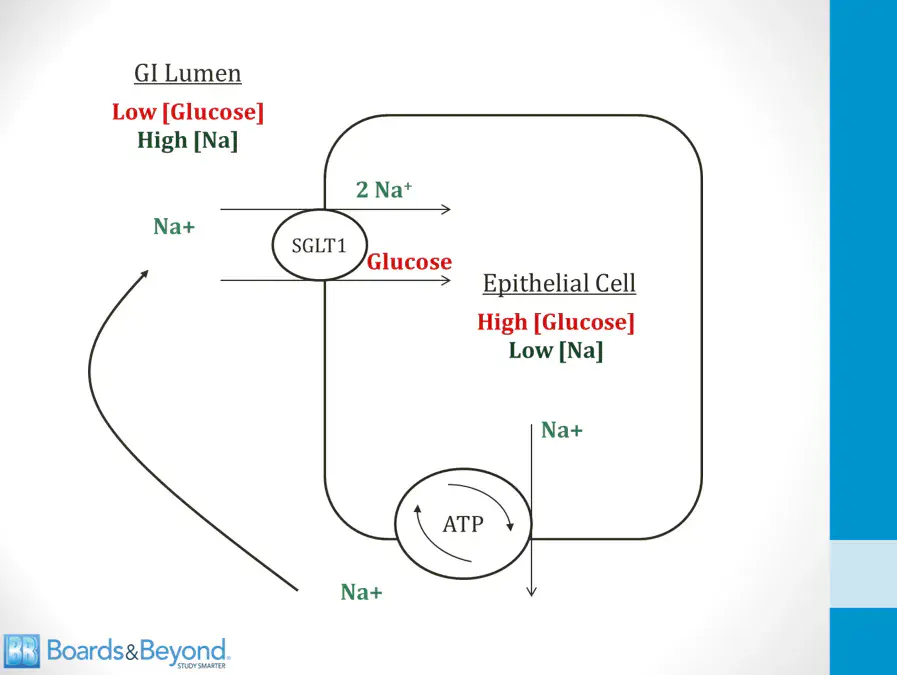 GI Lumen
Low [Glucose]
High [Na]
2 Na⁺
Na+
SGLT1
Glucose
Epithelial Cell
High [Glucose]
Low [Na]
Na+
ATP
Na+
BB Boards&Beyond.
STUDY SMARTER